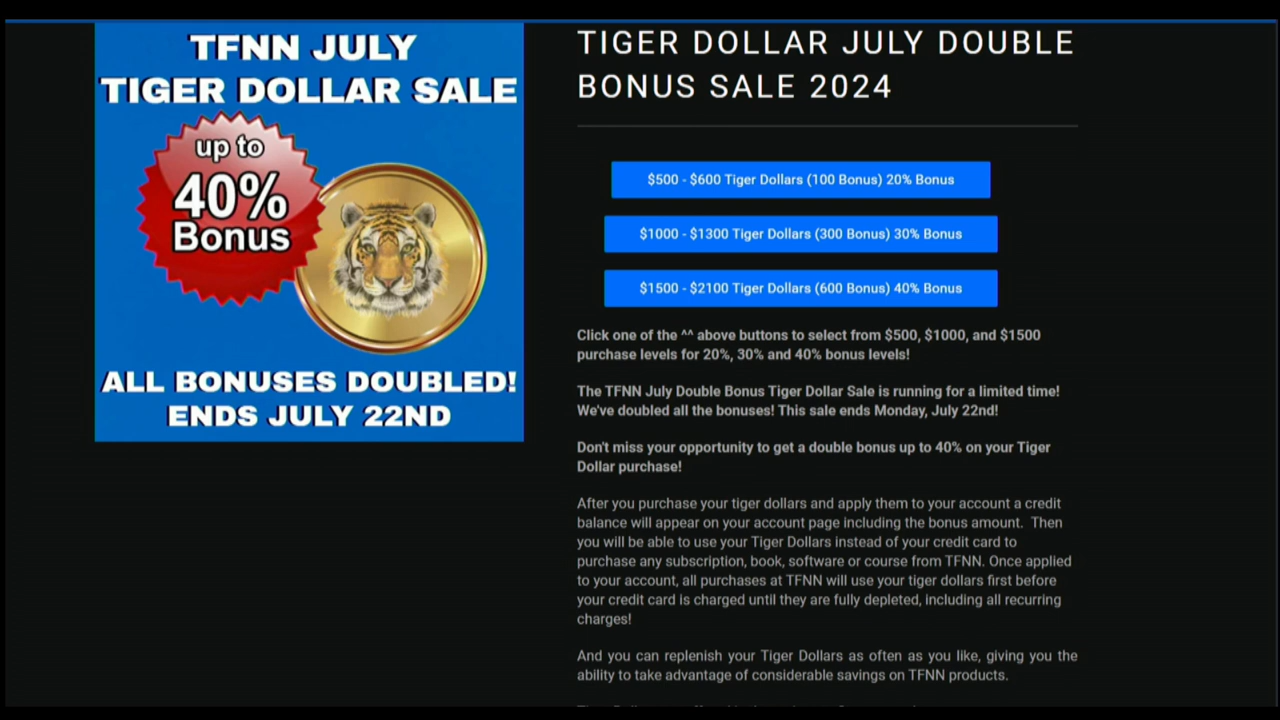 TFNN JULY
TIGER DOLLAR SALE
up to
40%
Bonus
ALL BONUSES DOUBLED!
ENDS JULY 22ND
TIGER DOLLAR JULY DOUBLE
BONUS SALE 2024
$500 - $600 Tiger Dollars (100 Bonus) 20% Bonus
$1000 - $1300 Tiger Dollars (300 Bonus) 30% Bonus
$1500 - $2100 Tiger Dollars (600 Bonus) 40% Bonus
Click one of the ^^ above buttons to select from $500, $1000, and $1500
purchase levels for 20%, 30% and 40% bonus levels!
The TFNN July Double Bonus Tiger Dollar Sale is running for a limited time!
We've doubled all the bonuses! This sale ends Monday, July 22nd!
Don't miss your opportunity to get a double bonus up to 40% on your Tiger
Dollar purchase!
After you purchase your tiger dollars and apply them to your account a credit
balance will appear on your account page including the bonus amount.  Then
you will be able to use your Tiger Dollars instead of your credit card to
purchase any subscription, book, software or course from TFNN. Once applied
to your account, all purchases at TFNN will use your tiger dollars first before
your credit card is charged until they are fully depleted, including all recurring
charges!
And you can replenish your Tiger Dollars as often as you like, giving you the
ability to take advantage of considerable savings on TFNN products.